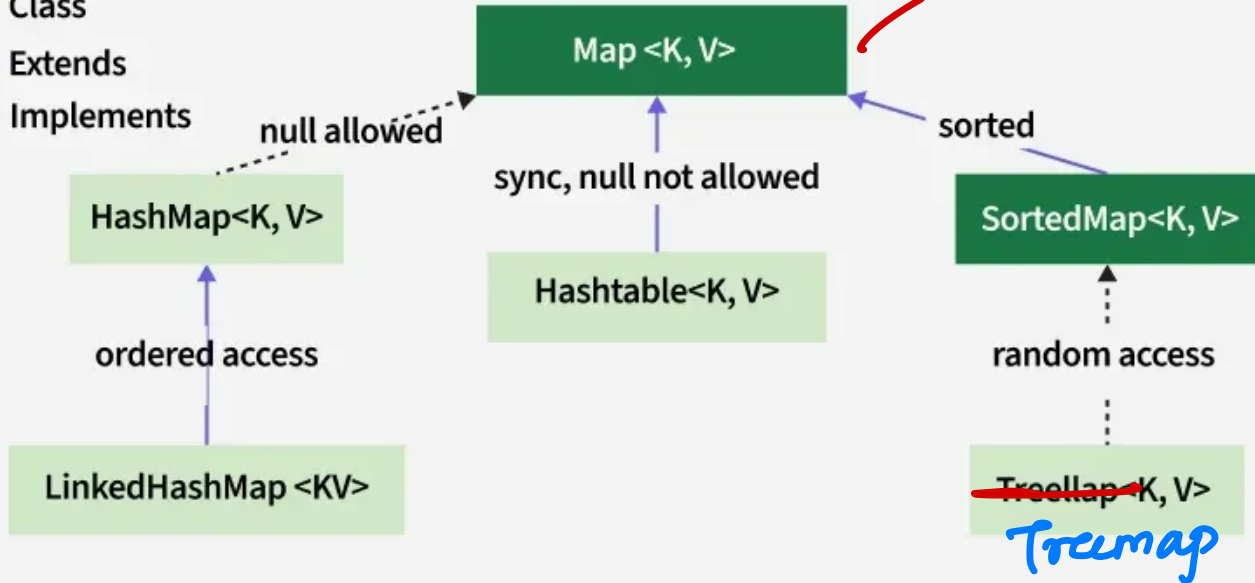 Class
Extends
Implements
Map <K, V>
null allowed
sorted
sync, null not allowed
HashMap<K, V>
SortedMap<K, V>
Hashtable<K, V>
ordered access
random access
LinkedHashMap <KV>
Treellap<K, V>
Treemap